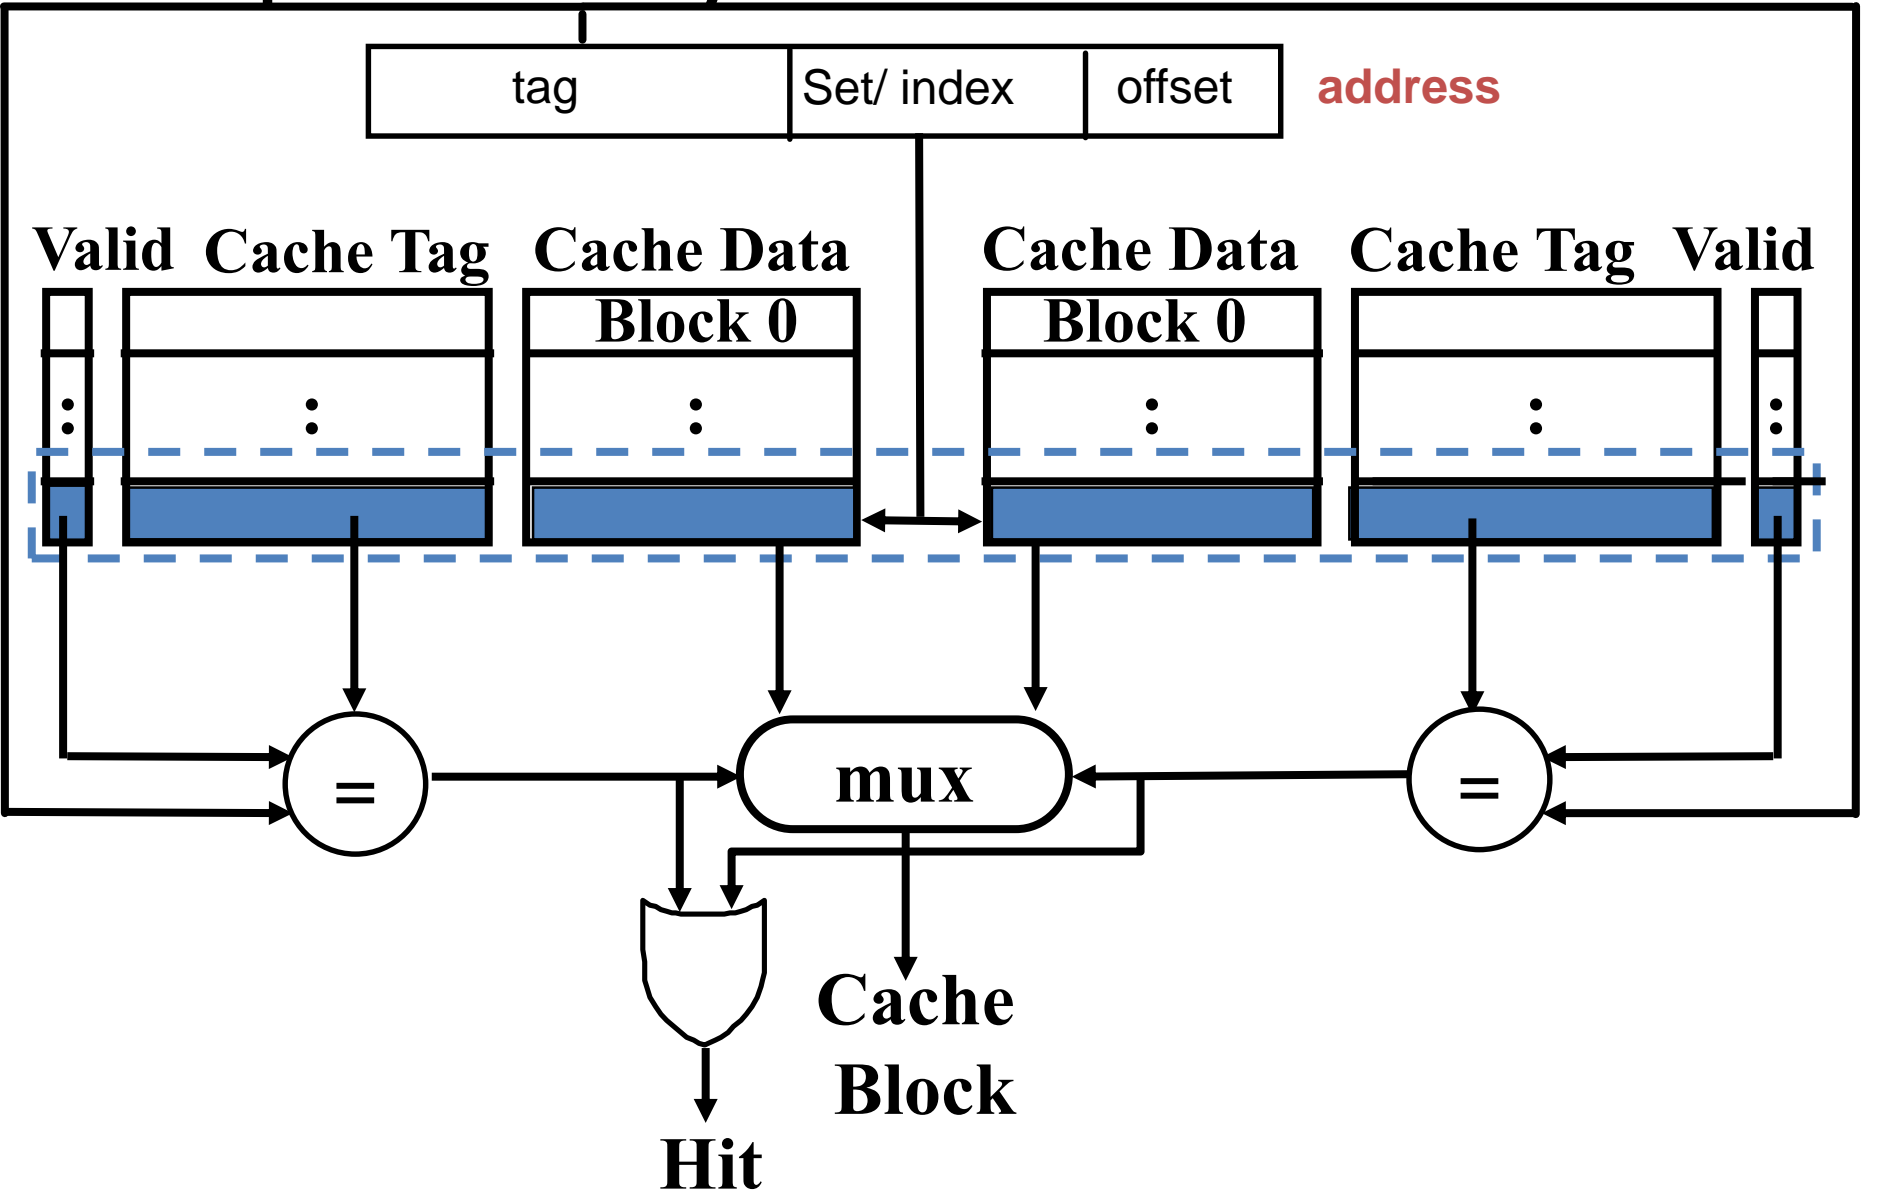 tag Set/ index offset address
Valid Cache Tag Cache Data Cache Data Cache Tag Valid
Block 0 Block 0
: : : : : :
= mux =
Cache
Block
Hit